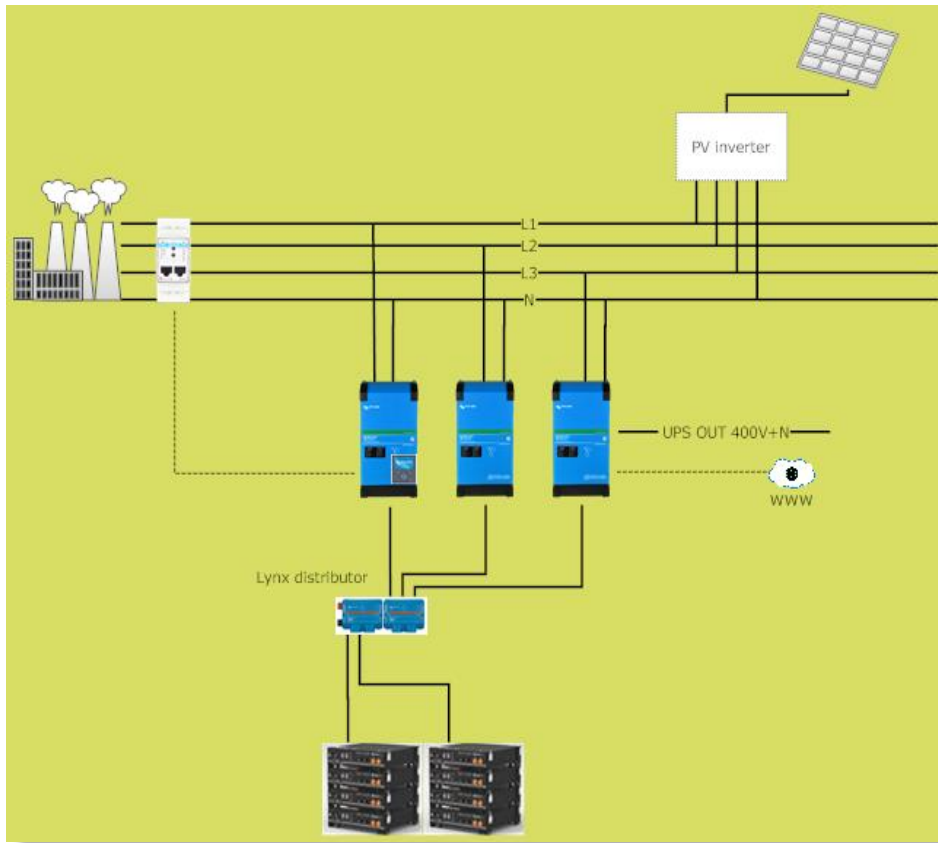 PV inverter
L1
L2
L3
N
UPS OUT 400V+N
WWW
Lynx distributor